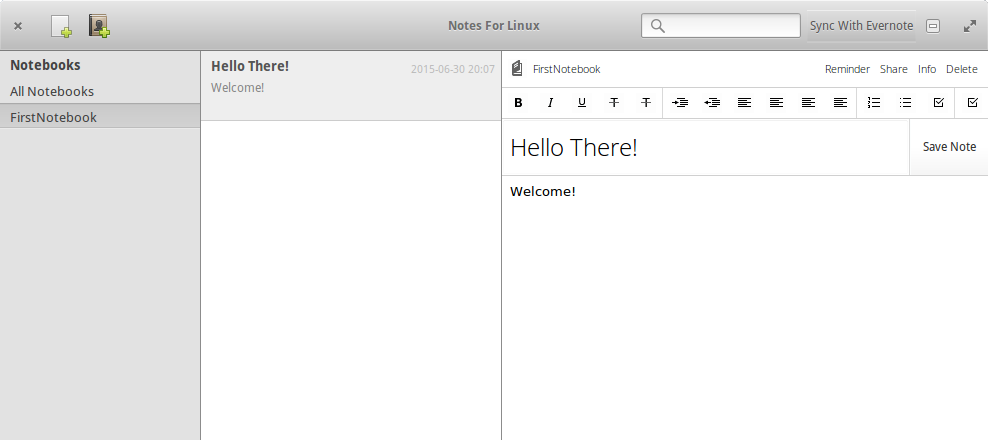 Notes For Linux
Sync With Evernote
Notebooks
All Notebooks
FirstNotebook
Hello There!
2015-06-30 20:07
Welcome!
FirstNotebook
Reminder Share Info Delete
B I U T T
Hello There!
Save Note
Welcome!